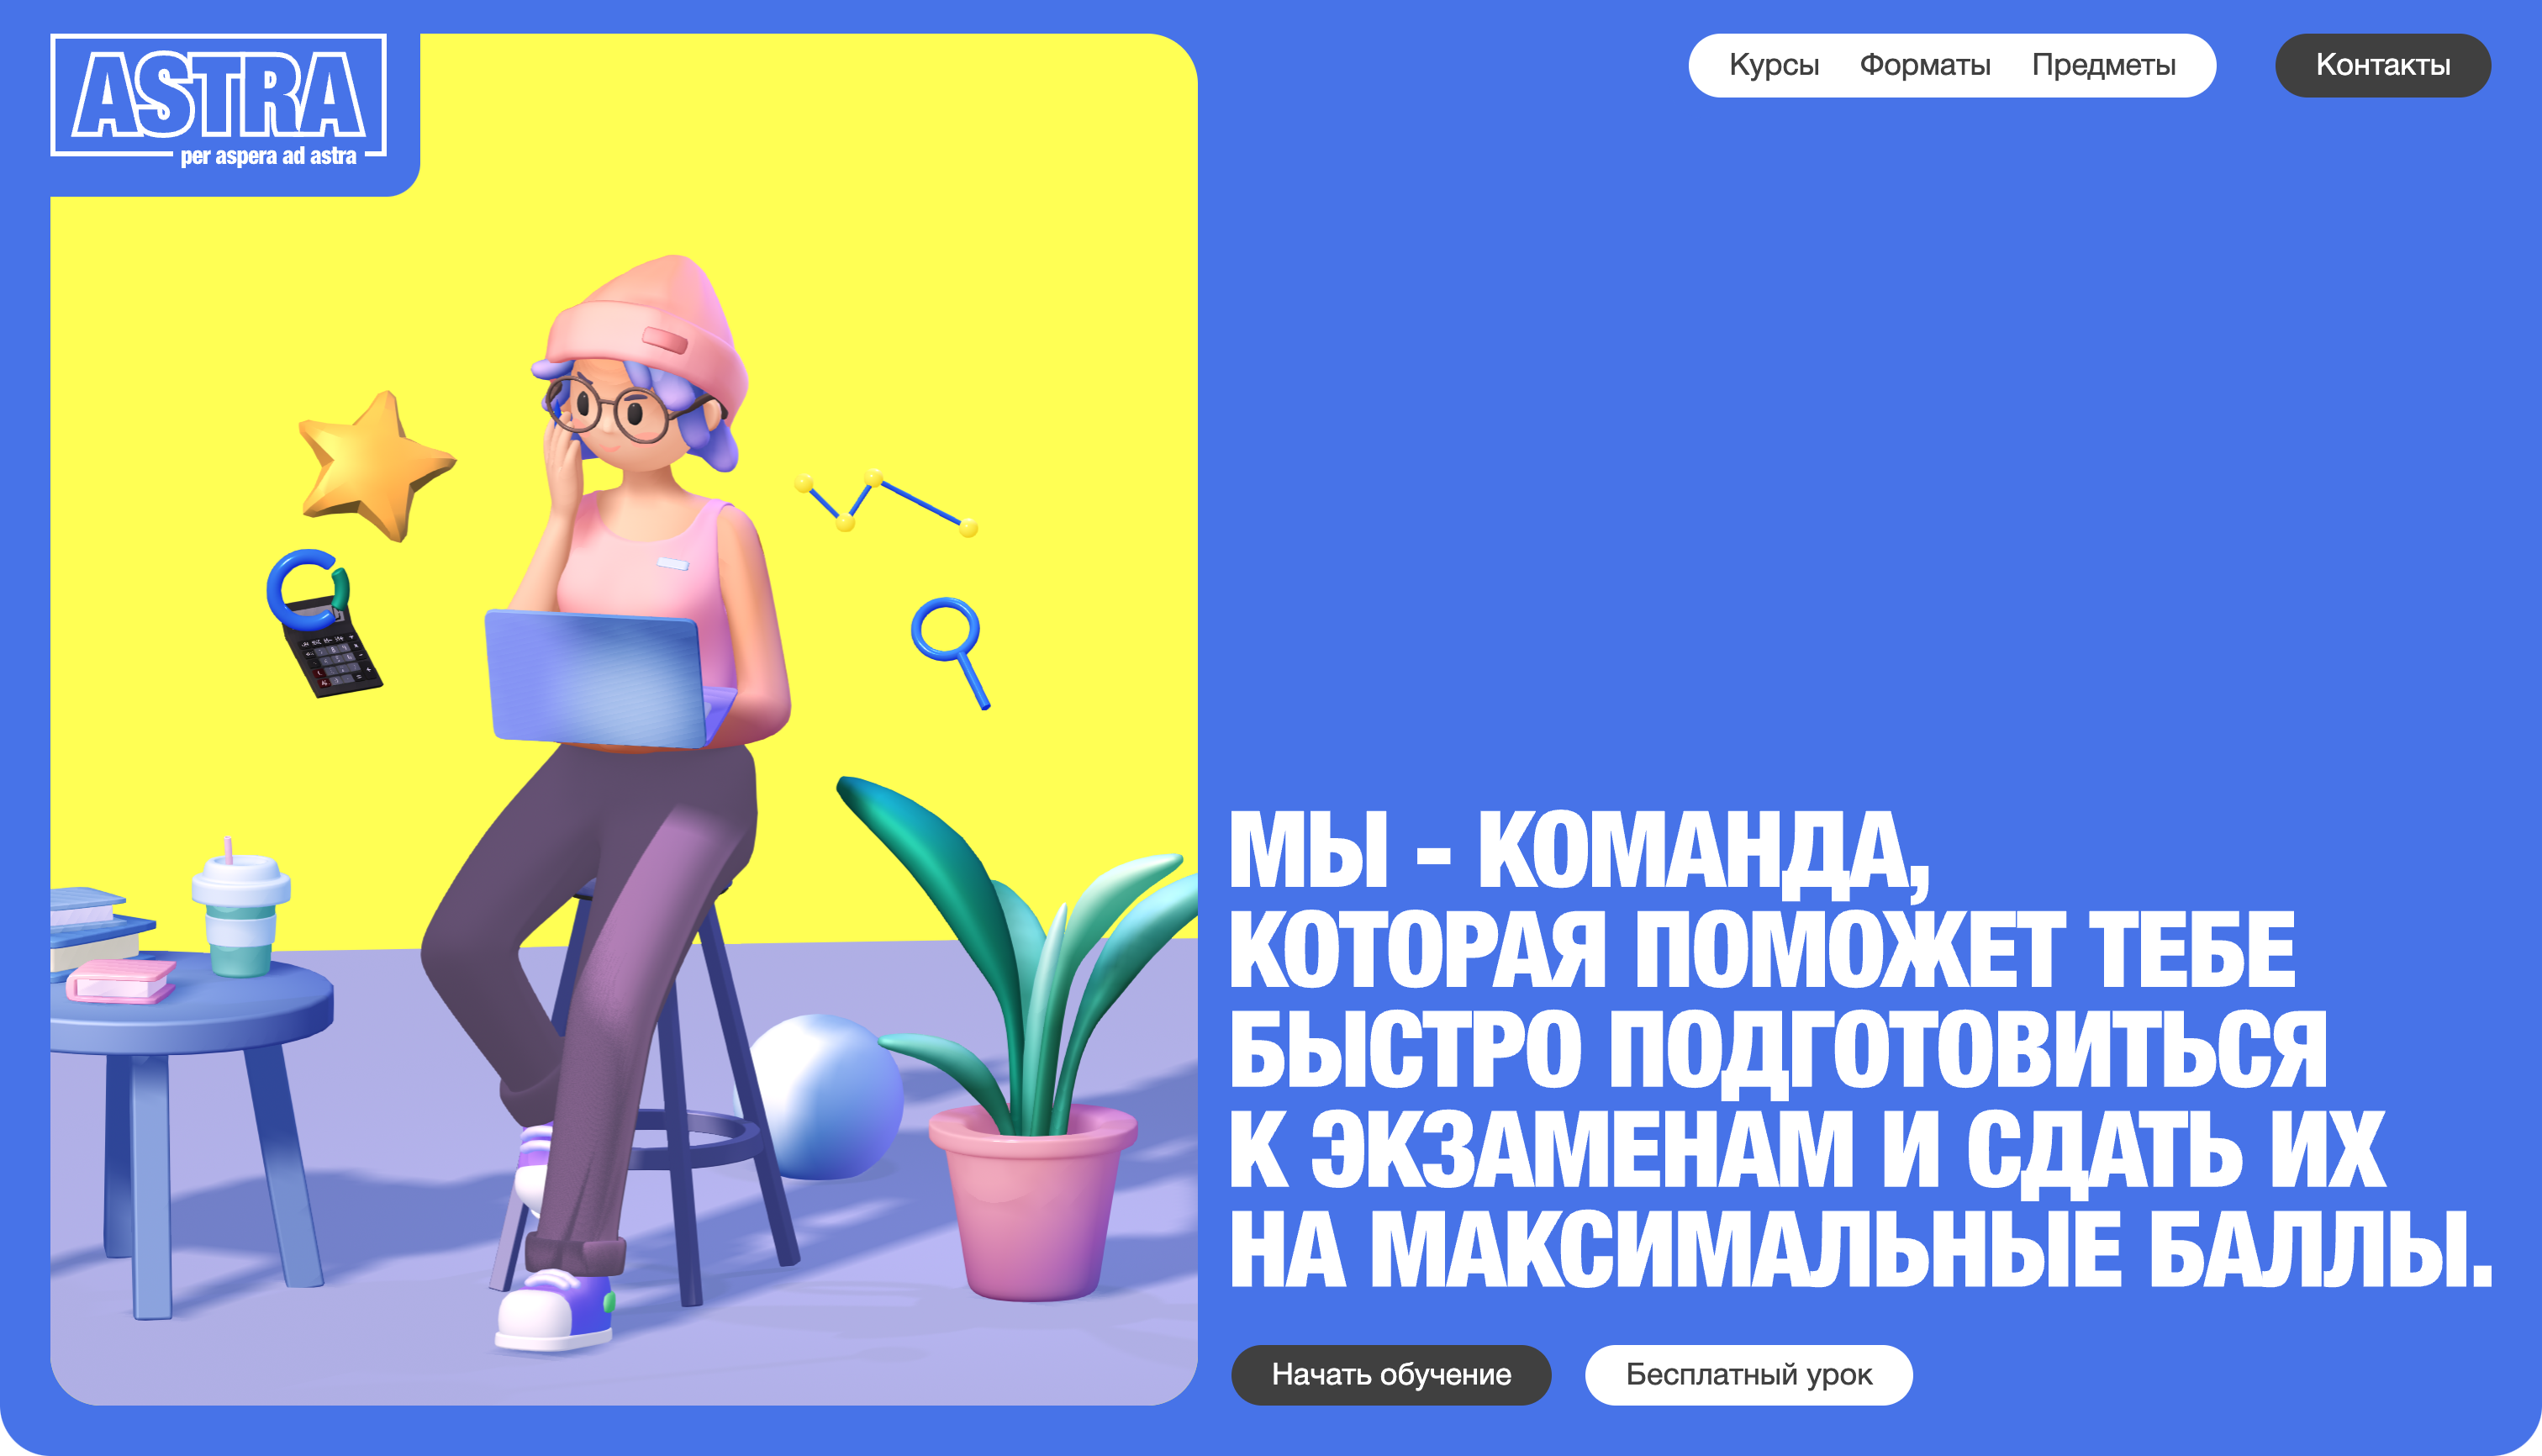 ASTRA
per aspera ad astra
Курсы Форматы Предметы Контакты
МЫ - КОМАНДА,
КОТОРАЯ ПОМОЖЕТ ТЕБЕ
БЫСТРО ПОДГОТОВИТЬСЯ
К ЭКЗАМЕНАМ И СДАТЬ ИХ
НА МАКСИМАЛЬНЫЕ БАЛЛЫ.
Начать обучение Бесплатный урок